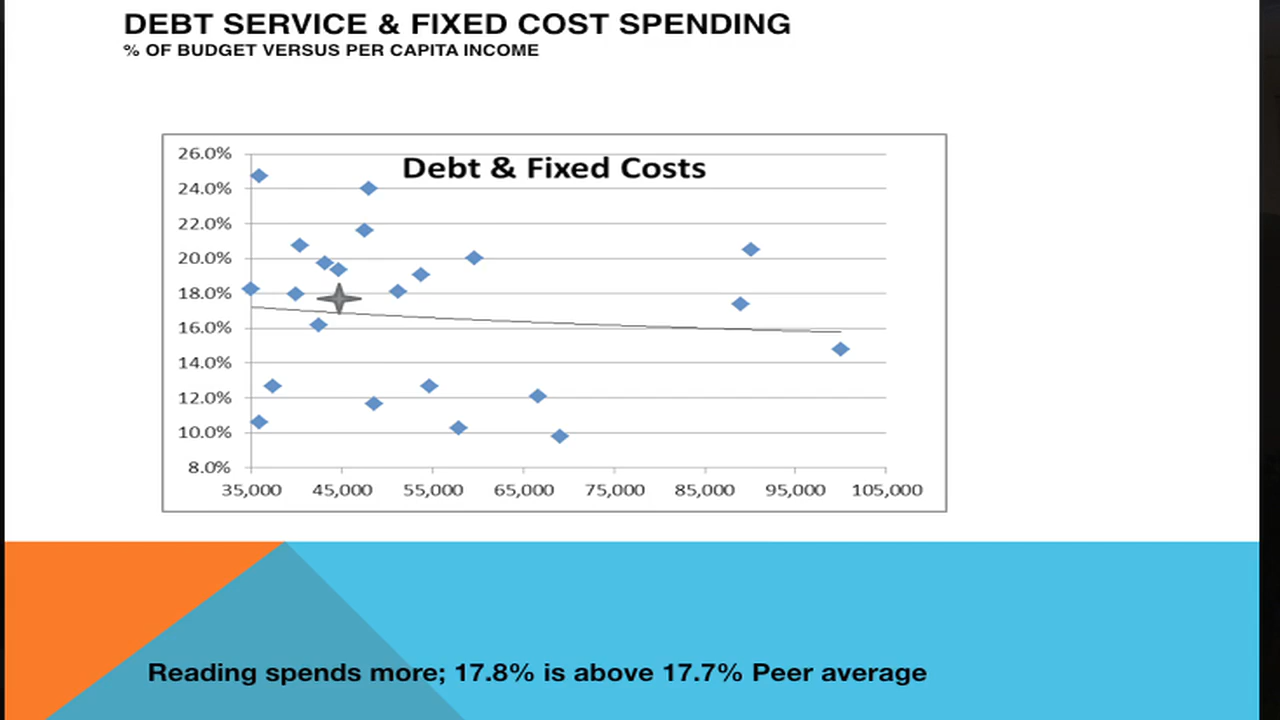 DEBT SERVICE & FIXED COST SPENDING
% OF BUDGET VERSUS PER CAPITA INCOME
Debt & Fixed Costs
26.0%
24.0%
22.0%
20.0%
18.0%
16.0%
14.0%
12.0%
10.0%
8.0%
35,000 45,000 55,000 65,000 75,000 85,000 95,000 105,000
Reading spends more; 17.8% is above 17.7% Peer average